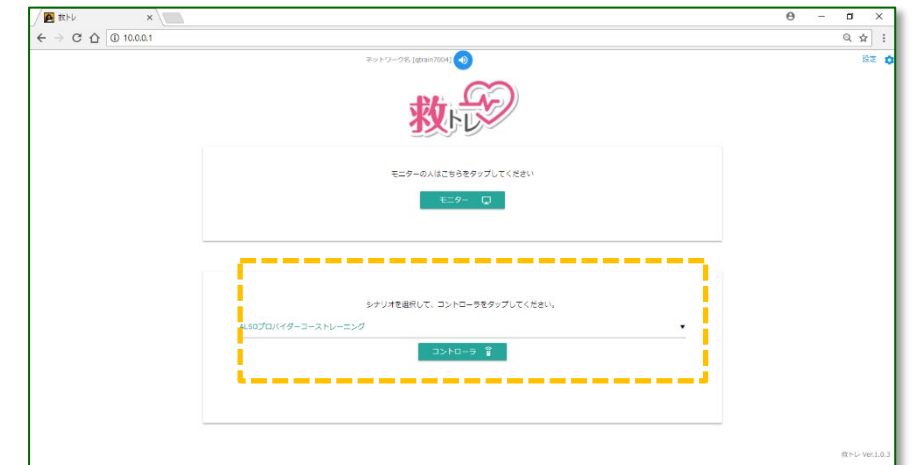 救トレ
10.0.0.1
ネットワーク名 [qtrain7004]
設定
救トレ
モニターの人はこちらをタップしてください
モニター
シナリオを選択して、コントローラをタップしてください。
ALSOプロバイダーコーストレーニング
コントローラ
救トレ Ver.1.0.3